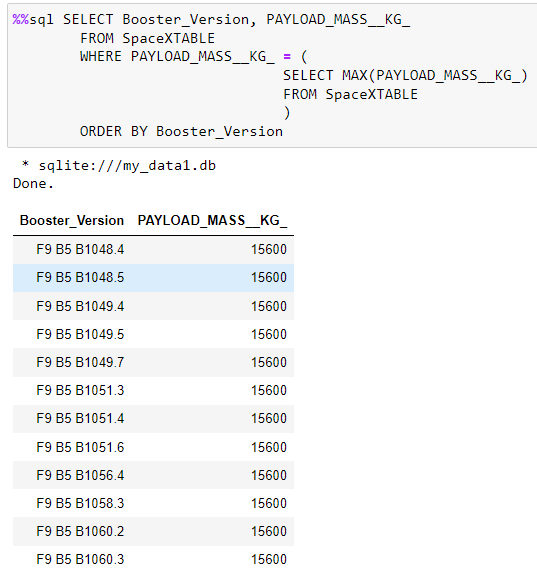 %%sql SELECT Booster_Version, PAYLOAD_MASS__KG_
FROM SpaceXTABLE
WHERE PAYLOAD_MASS__KG_ = (
SELECT MAX(PAYLOAD_MASS__KG_)
FROM SpaceXTABLE
)
ORDER BY Booster_Version
* sqlite:///my_data1.db
Done.
Booster_Version PAYLOAD_MASS__KG_
F9 B5 B1048.4 15600
F9 B5 B1048.5 15600
F9 B5 B1049.4 15600
F9 B5 B1049.5 15600
F9 B5 B1049.7 15600
F9 B5 B1051.3 15600
F9 B5 B1051.4 15600
F9 B5 B1051.6 15600
F9 B5 B1056.4 15600
F9 B5 B1058.3 15600
F9 B5 B1060.2 15600
F9 B5 B1060.3 15600